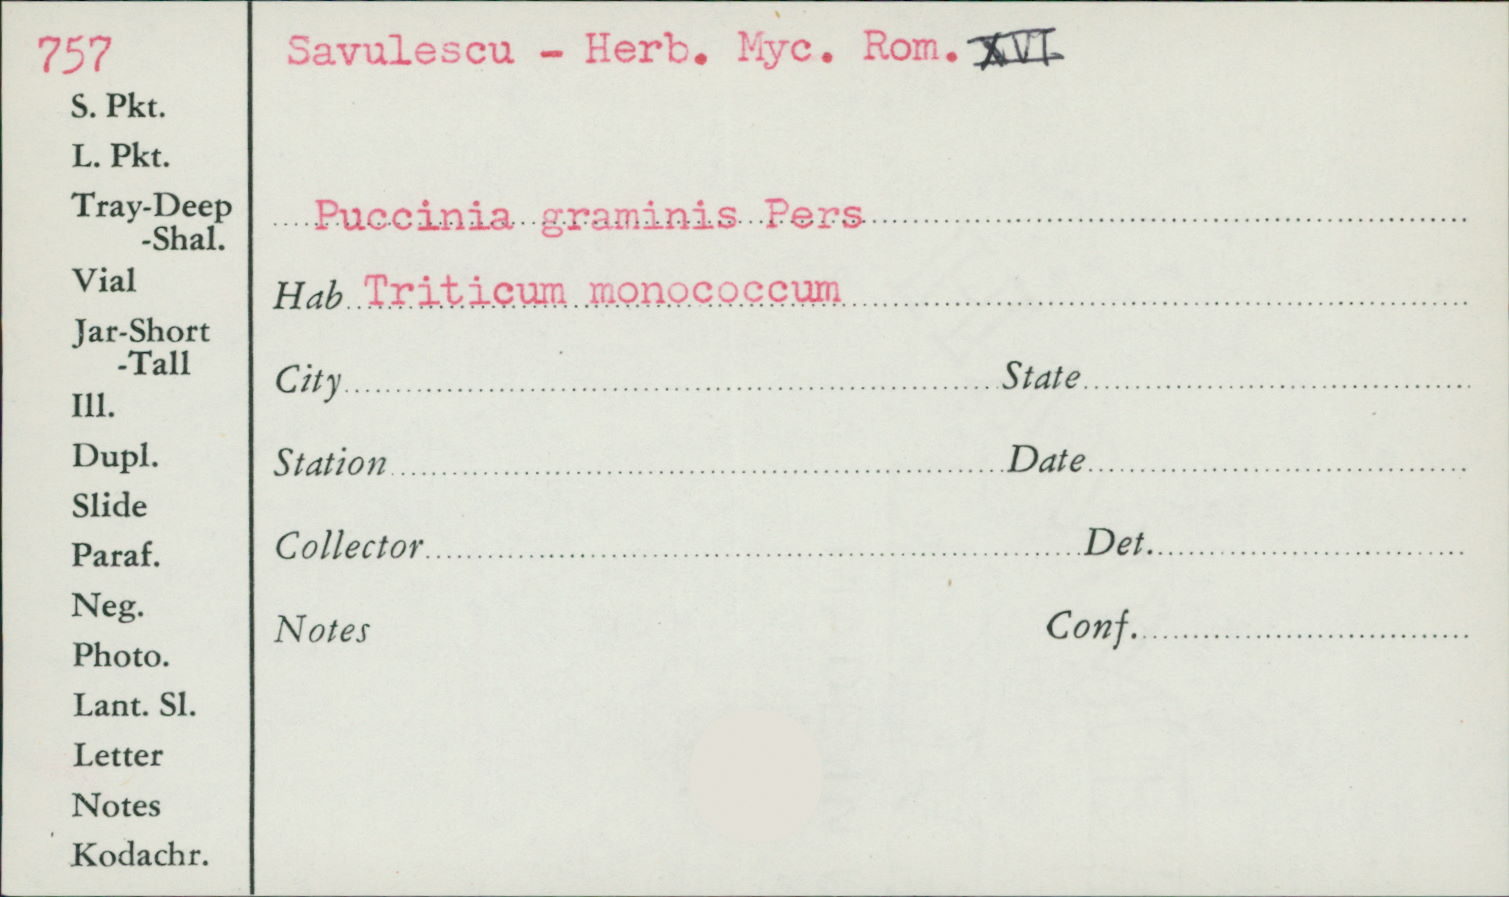 757
Savulescu - Herb. Myc. Rom. XVI
S. Pkt.
L. Pkt.
Tray-Deep
-Shal.
Vial
Jar-Short
-Tall
Ill.
Dupl.
Slide
Paraf.
Neg.
Photo.
Lant. Sl.
Letter
Notes
Kodachr.
Puccinia graminis Pers
Hab Triticum monococcum
City State
Station Date
Collector Det.
Notes Conf.